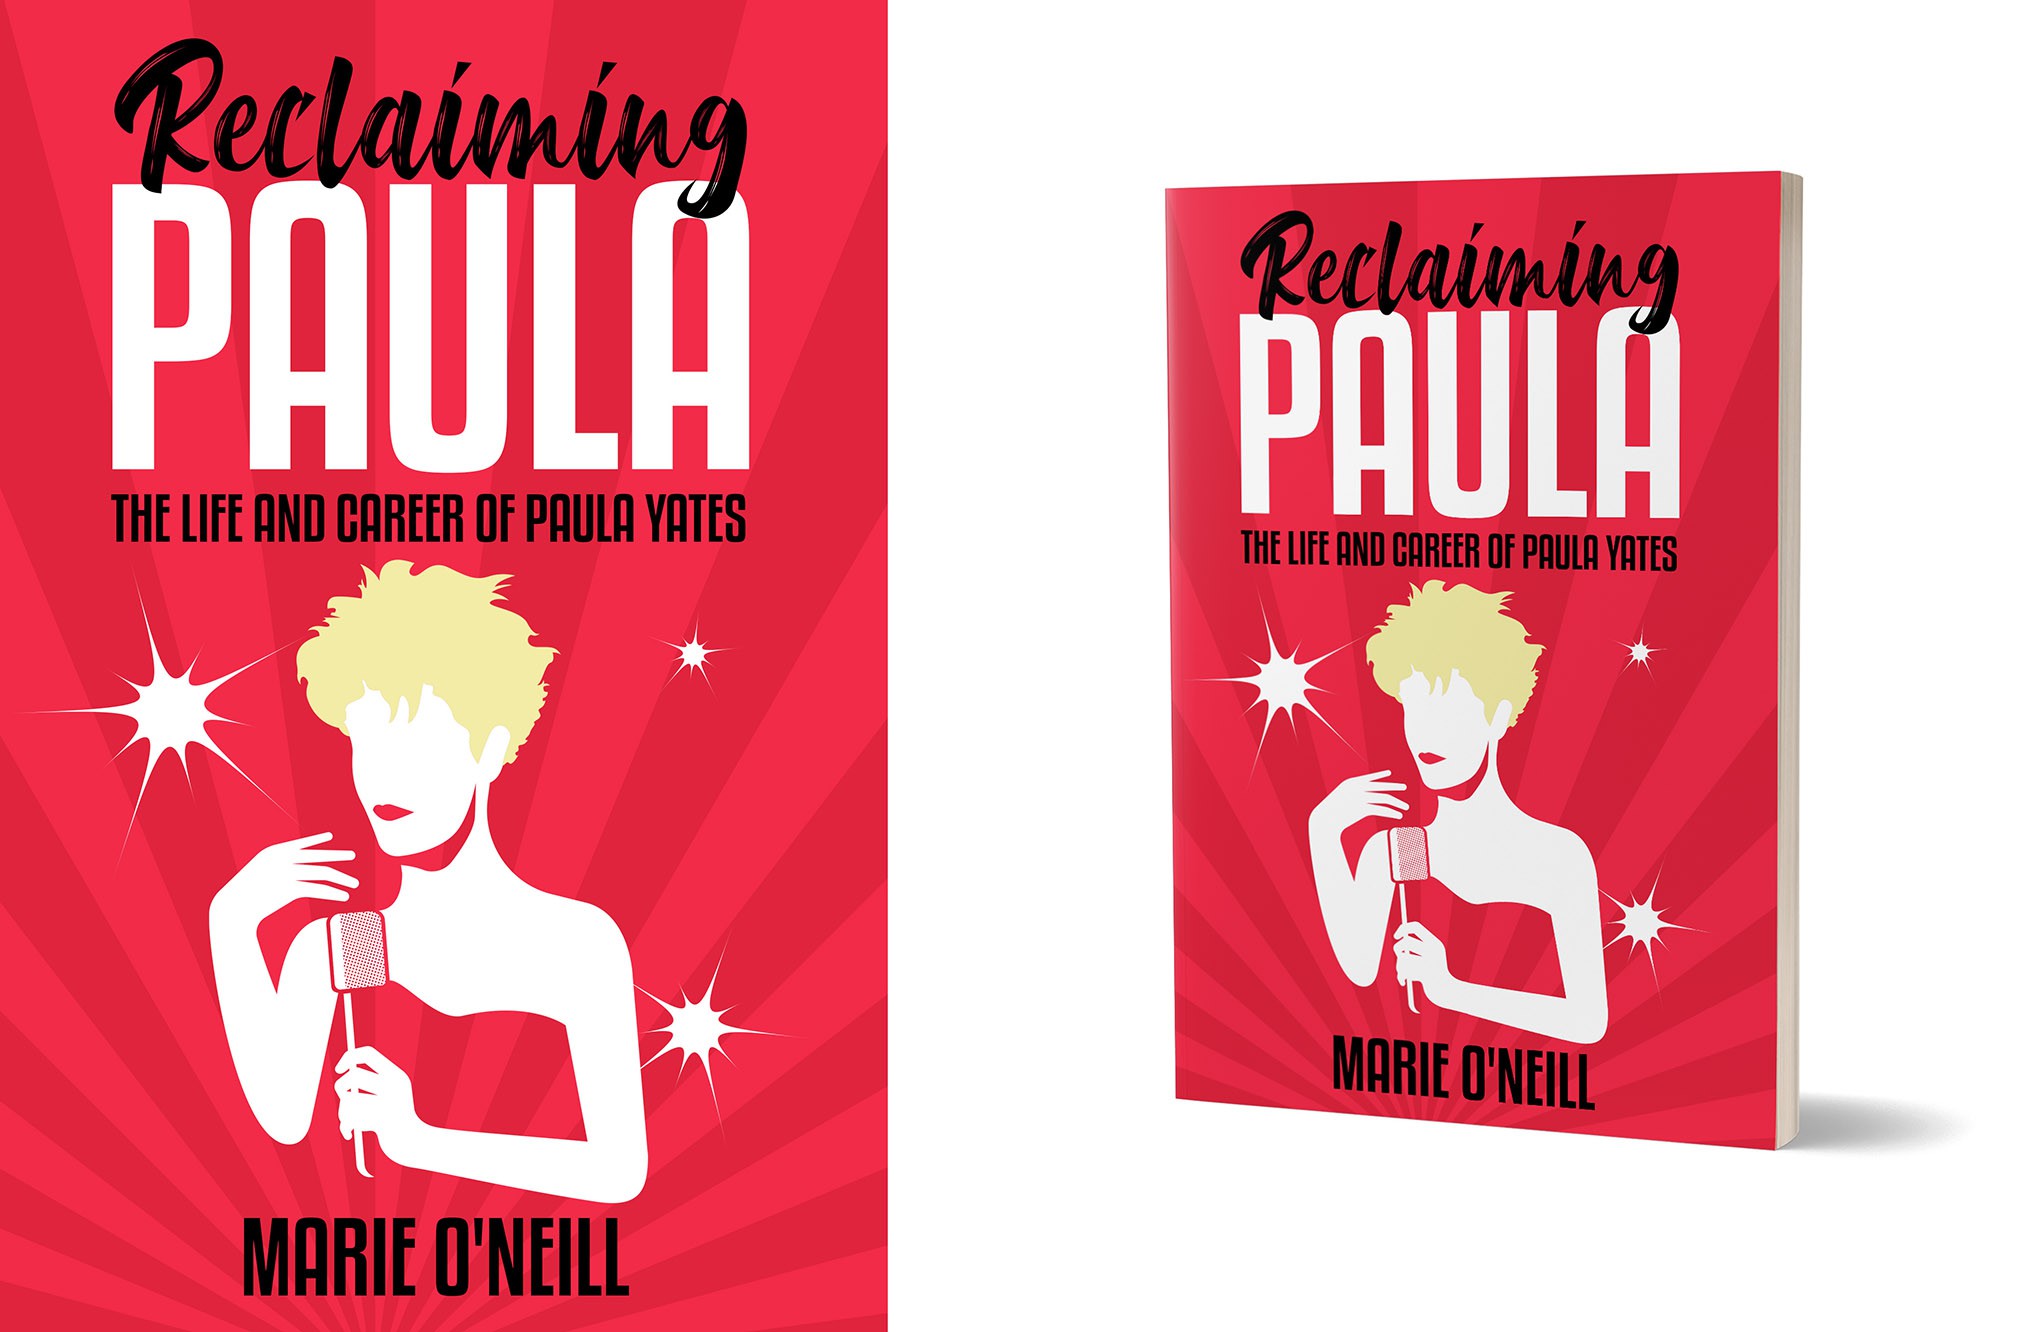 Reclaiming
PAULA
THE LIFE AND CAREER OF PAULA YATES
MARIE O'NEILL
Reclaiming
PAULA
THE LIFE AND CAREER OF PAULA YATES
MARIE O'NEILL